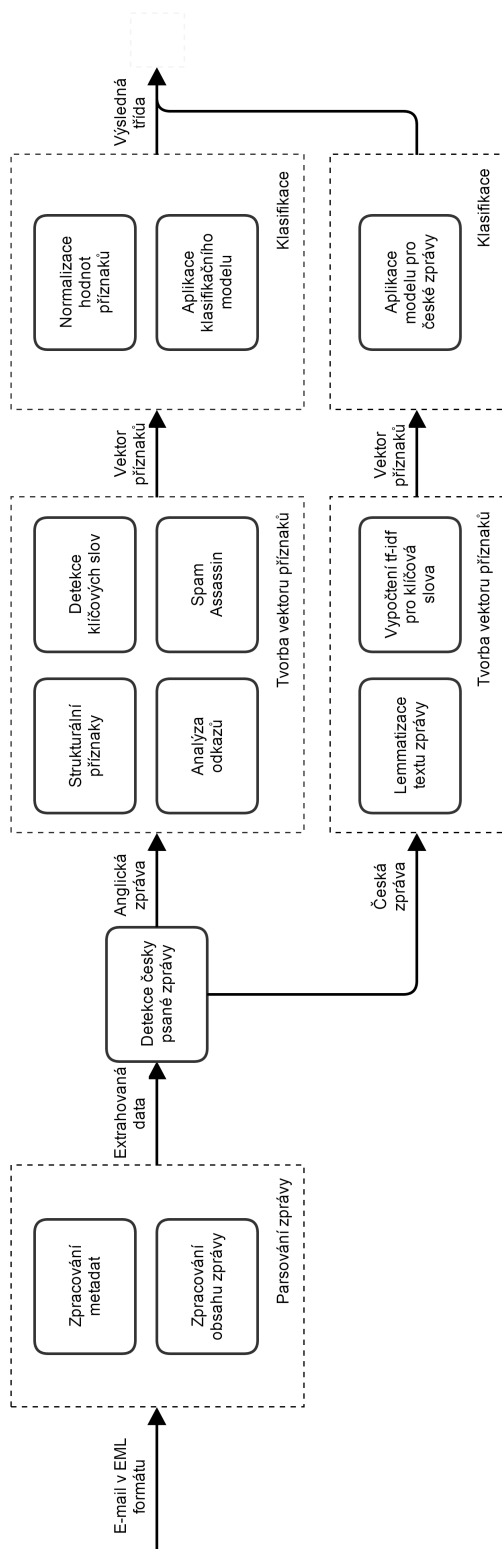 E-mail v EML
formátu
Zpracování
metadat
Zpracování
obsahu zprávy
Parsování zprávy
Extrahovaná
data
Detekce česky
psané zprávy
Anglická
zpráva
Strukturální
příznaky
Detekce
klíčových slov
Analýza
odkazů
Spam
Assassin
Tvorba vektoru příznaků
Vektor
příznaků
Normalizace
hodnot
příznaků
Aplikace
klasifikačního
modelu
Klasifikace
Výsledná
třída
Česká
zpráva
Lemmatizace
textu zprávy
Vypočtení tf-idf
pro klíčová
slova
Tvorba vektoru příznaků
Vektor
příznaků
Aplikace
modelu pro
české zprávy
Klasifikace